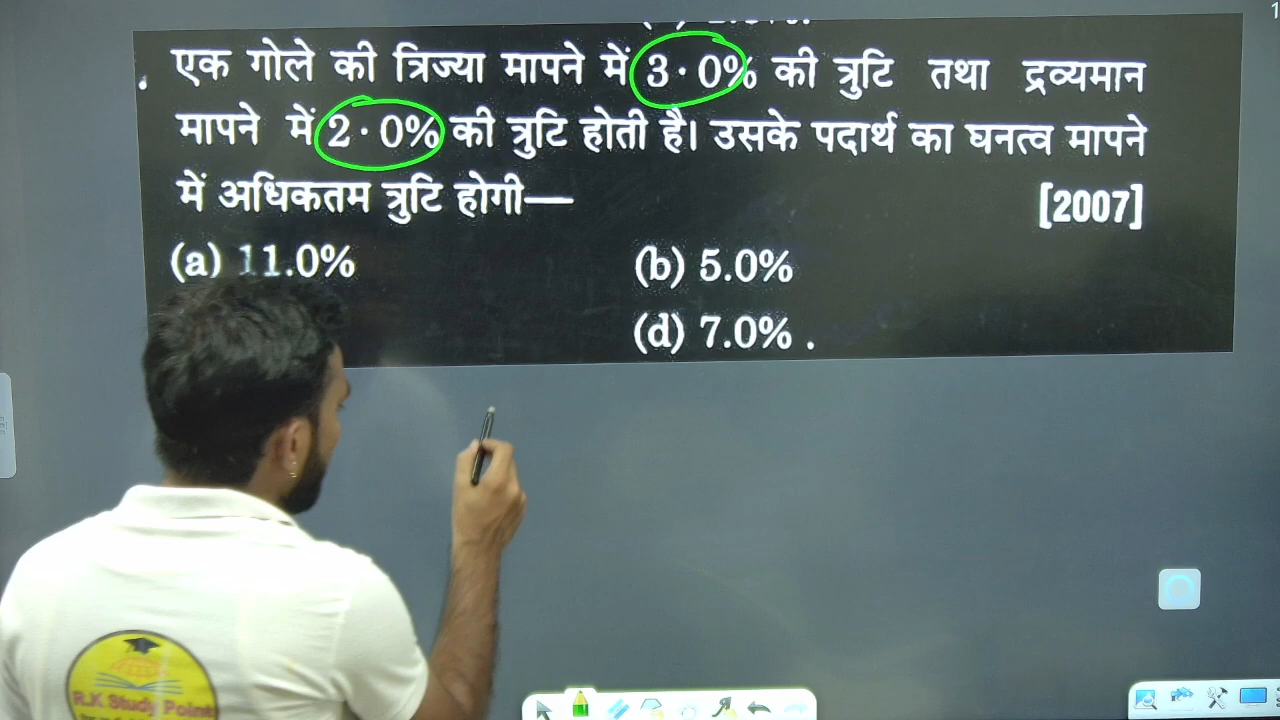 एक गोले की त्रिज्या मापने में 3·0% की त्रुटि तथा द्रव्यमान
मापने में 2·0% की त्रुटि होती है। उसके पदार्थ का घनत्व मापने
में अधिकतम त्रुटि होगी— [2007]
(a) 11.0% (b) 5.0%
(d) 7.0% .
R.K Study Point